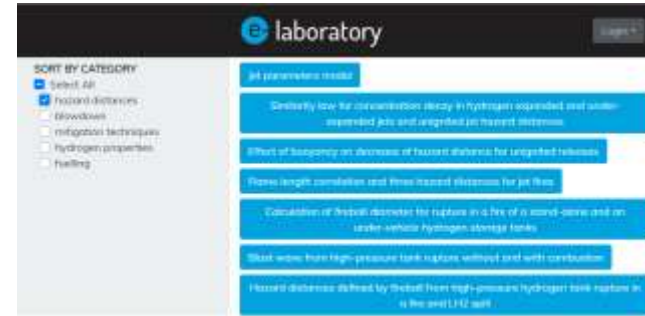 e- laboratory
Login
SORT BY CATEGORY
Select All
hazard distances
blowdown
mitigation techniques
hydrogen properties
fuelling
Jet parameters model
Similarity law for concentration decay in hydrogen expanded and under-
expanded jets and unignited jet hazard distances
Effect of buoyancy on decrease of hazard distance for unignited releases
Flame length correlation and three hazard distances for jet fires
Calculation of fireball diameter for rupture in a fire of a stand-alone and an
under-vehicle hydrogen storage tanks
Blast wave from high-pressure tank rupture without and with combustion
Hazard distances defined by fireball from high-pressure hydrogen tank rupture in
a fire and LH2 spill